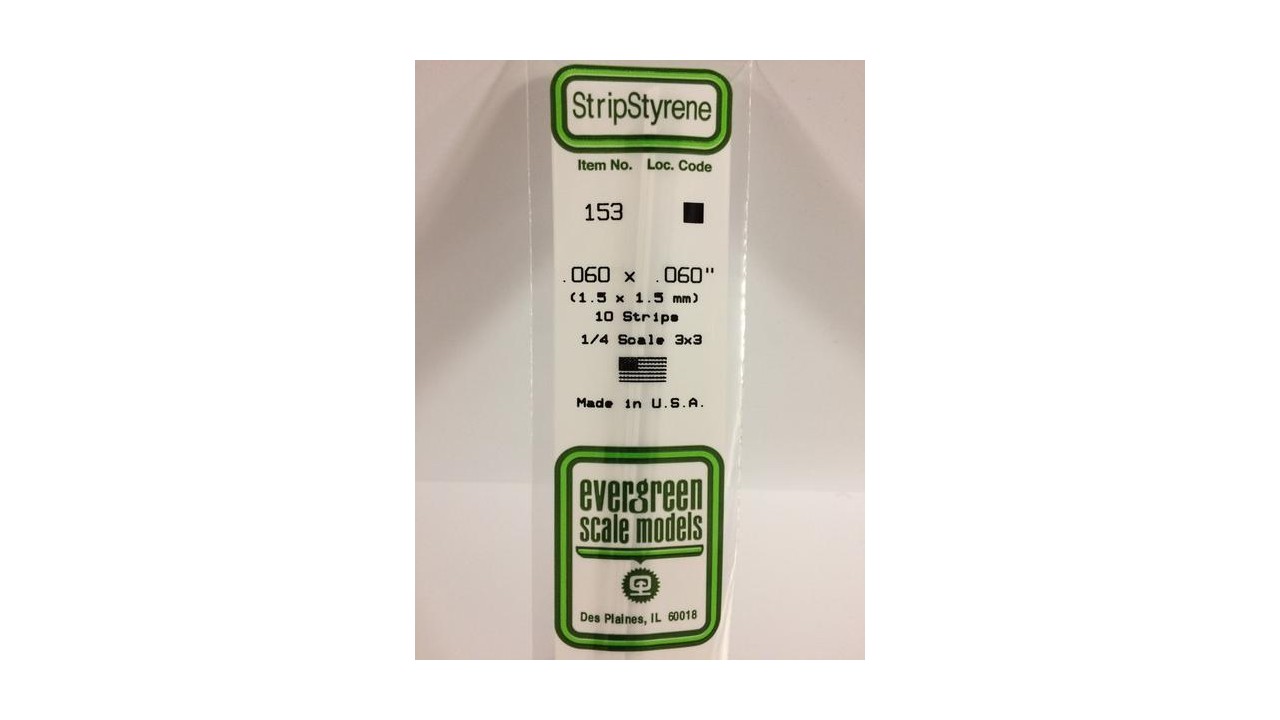 StripStyrene
Item No. Loc. Code
153
.060 x .060"
(1.5 x 1.5 mm)
10 Strips
1/4 Scale 3x3
Made in U.S.A.
evergreen
scale models
Des Plaines, IL 60018